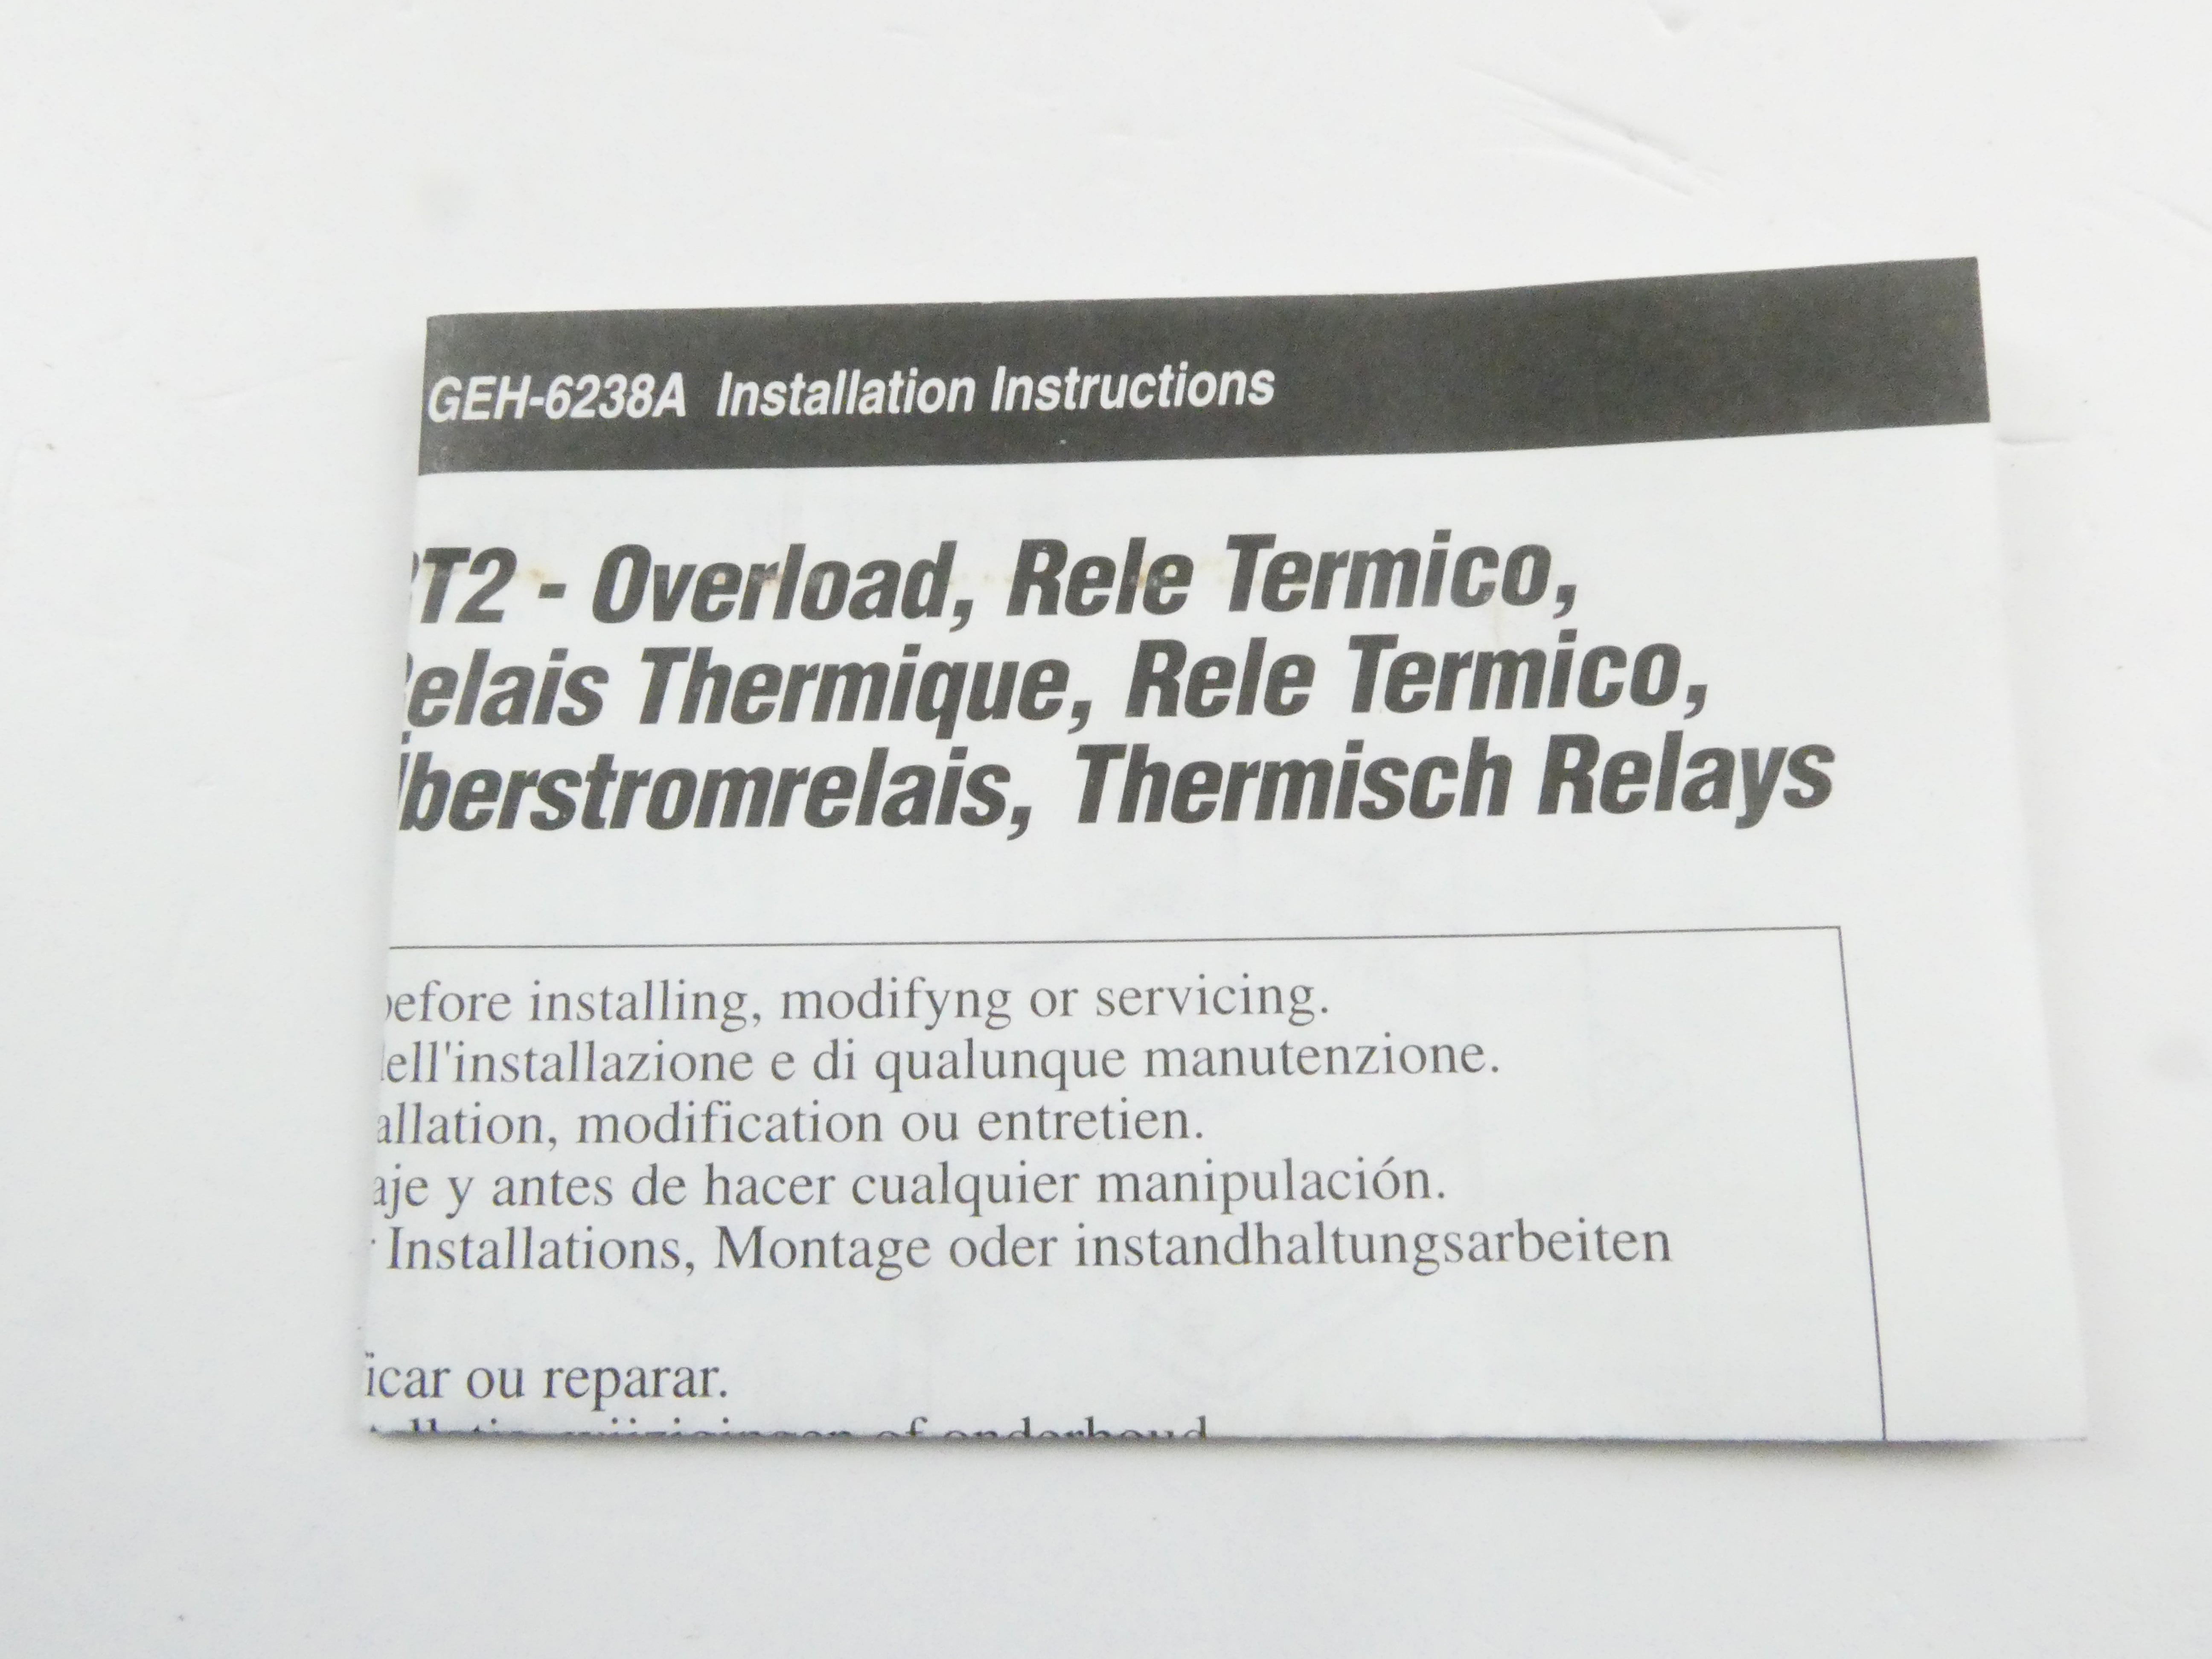 GEH-6238A Installation Instructions
T2 - Overload, Rele Termico,
elais Thermique, Rele Termico,
berstromrelais, Thermisch Relays
efore installing, modifyng or servicing.
ell'installazione e di qualunque manutenzione.
allation, modification ou entretien.
aje y antes de hacer cualquier manipulación.
Installations, Montage oder instandhaltungsarbeiten
icar ou reparar.
of onderhoud